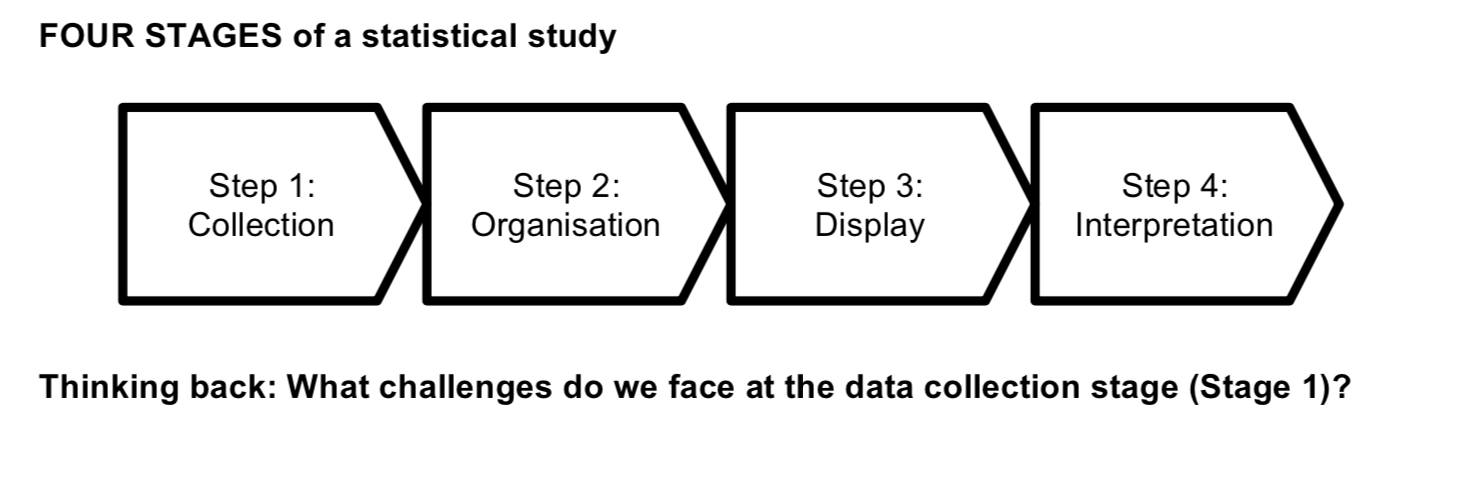 FOUR STAGES of a statistical study
Step 1:
Collection
Step 2:
Organisation
Step 3:
Display
Step 4:
Interpretation
Thinking back: What challenges do we face at the data collection stage (Stage 1)?